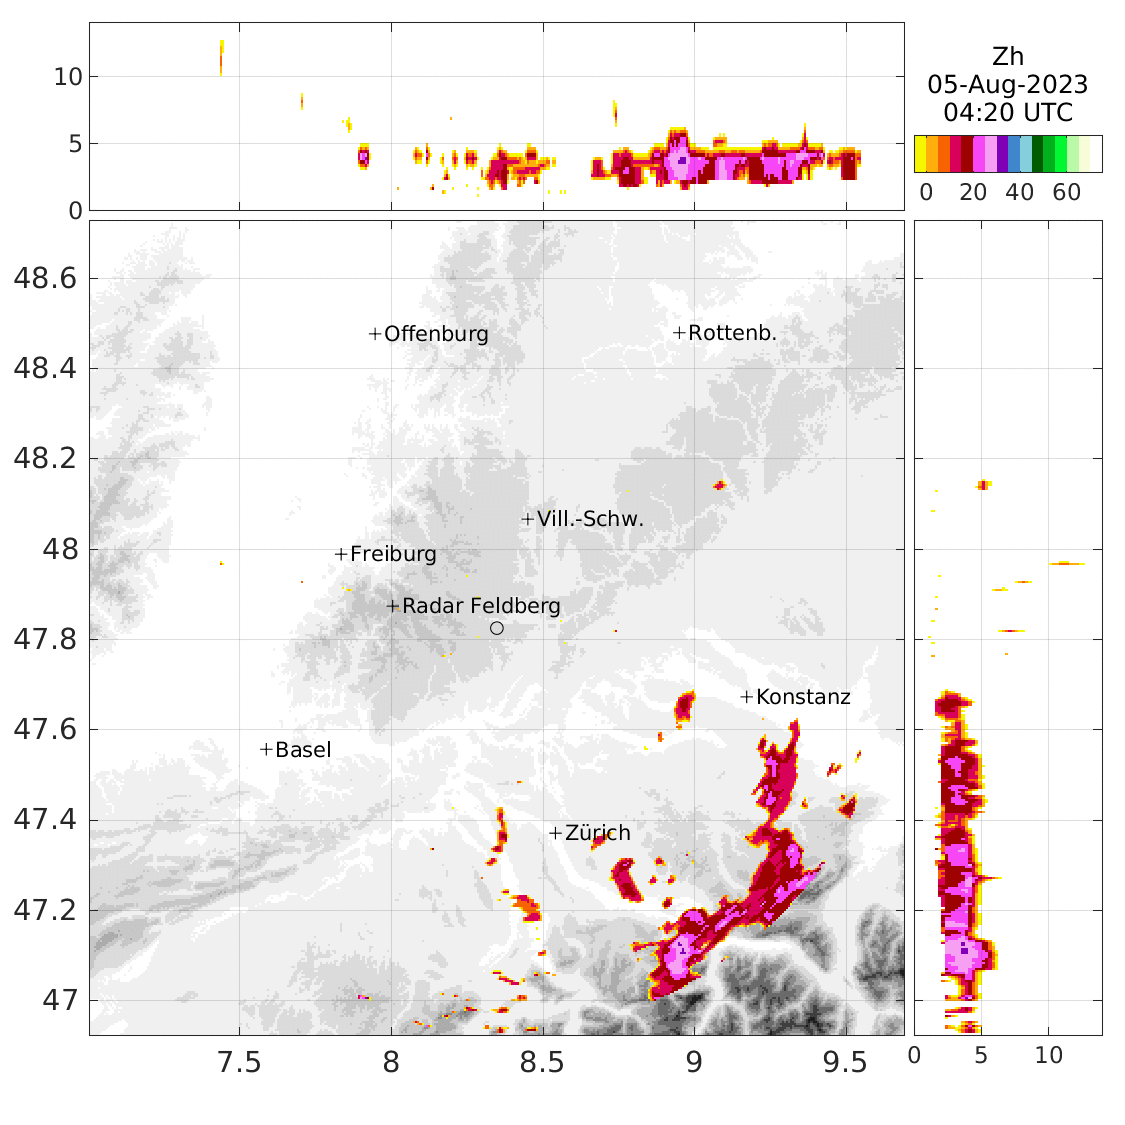 10
5
0
Zh
05-Aug-2023
04:20 UTC
0 20 40 60
48.6
48.4
48.2
48
47.8
47.6
47.4
47.2
47
+Offenburg
+Rottenb.
+Vill.-Schw.
+Freiburg
+Radar Feldberg
+Konstanz
+Basel
+Zürich
7.5 8 8.5 9 9.5
0 5 10